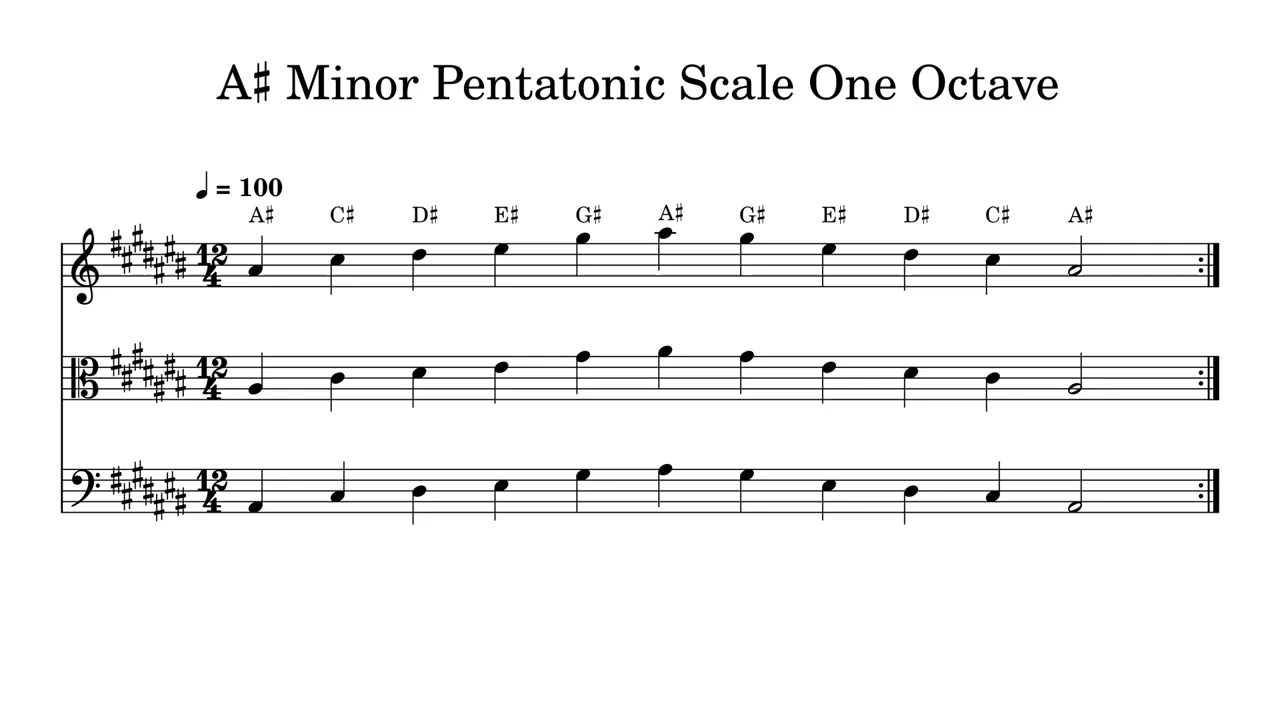 A♯ Minor Pentatonic Scale One Octave
♩ = 100
A♯ C♯ D♯ E♯ G♯ A♯ G♯ E♯ D♯ C♯ A♯
12/4
12/4
12/4